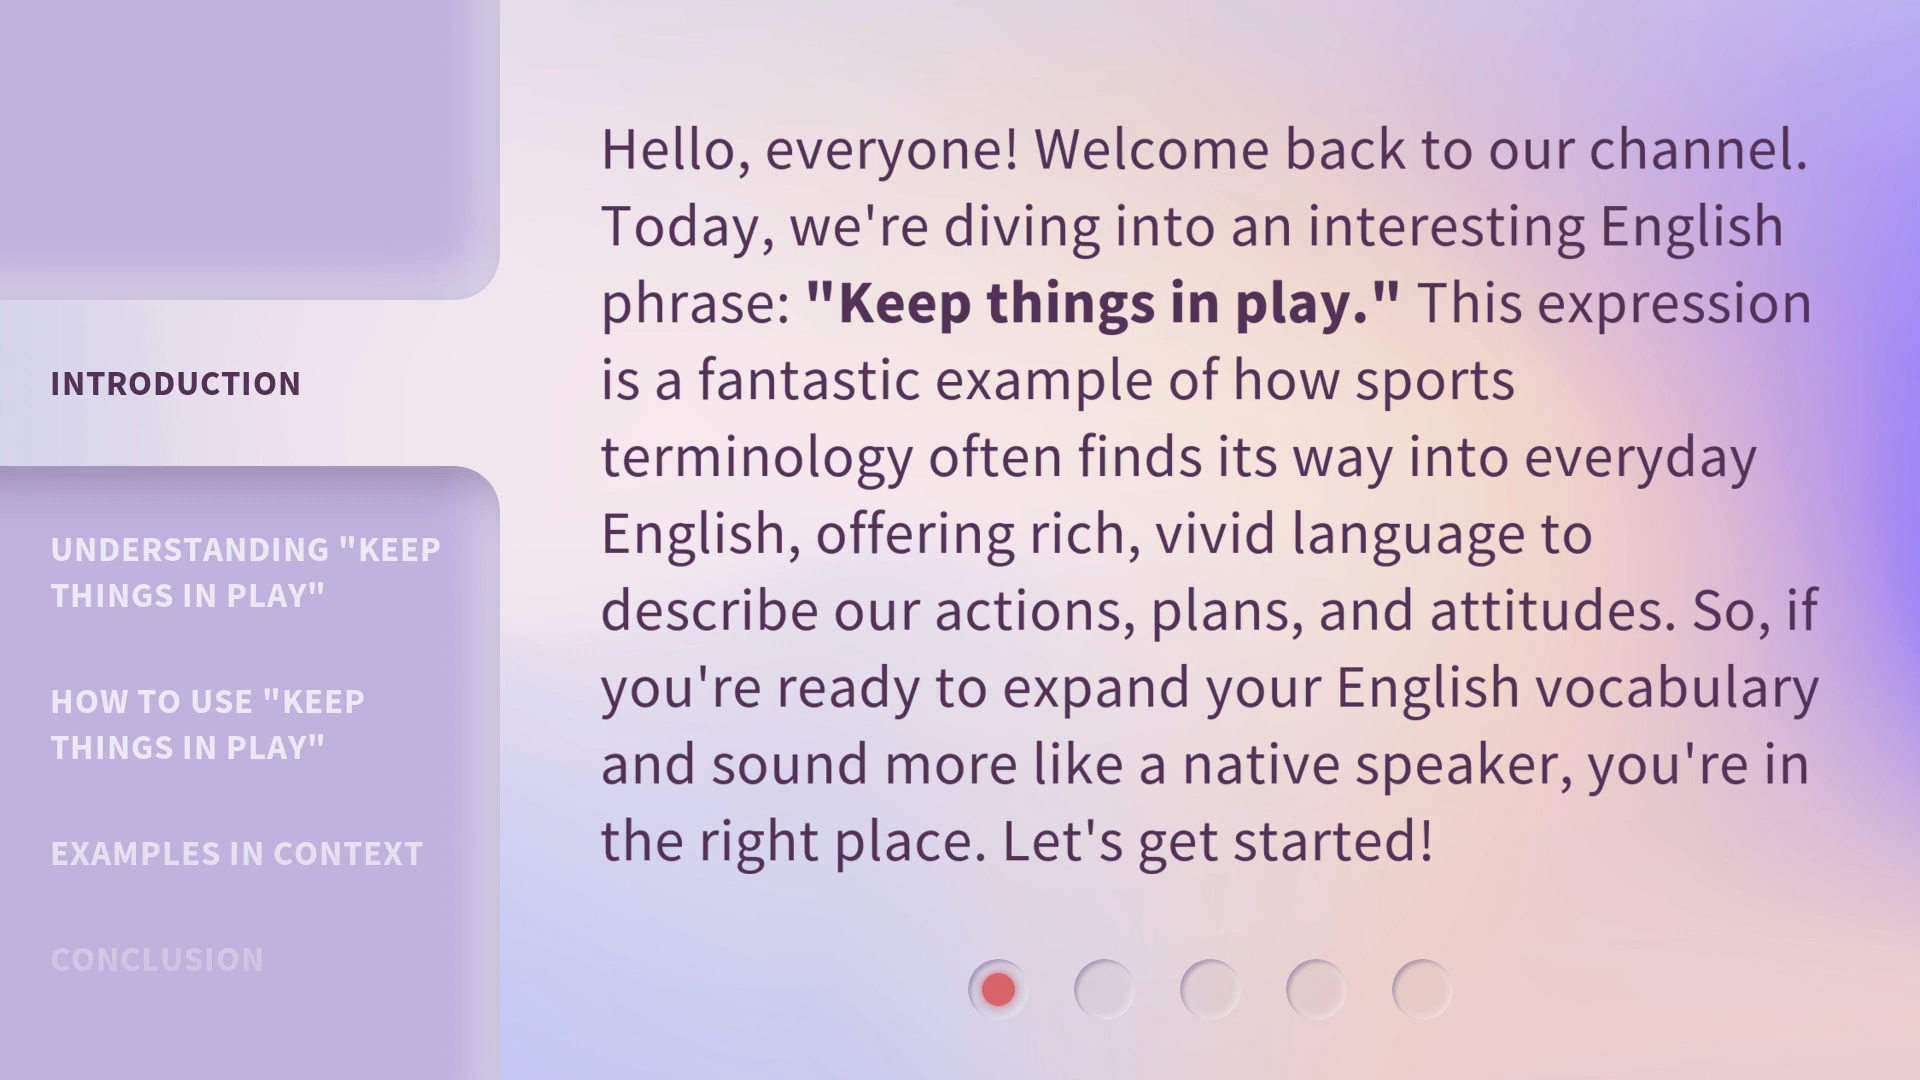 INTRODUCTION
UNDERSTANDING "KEEP
THINGS IN PLAY"
HOW TO USE "KEEP
THINGS IN PLAY"
EXAMPLES IN CONTEXT
CONCLUSION
Hello, everyone! Welcome back to our channel.
Today, we're diving into an interesting English
phrase: "Keep things in play." This expression
is a fantastic example of how sports
terminology often finds its way into everyday
English, offering rich, vivid language to
describe our actions, plans, and attitudes. So, if
you're ready to expand your English vocabulary
and sound more like a native speaker, you're in
the right place. Let's get started!